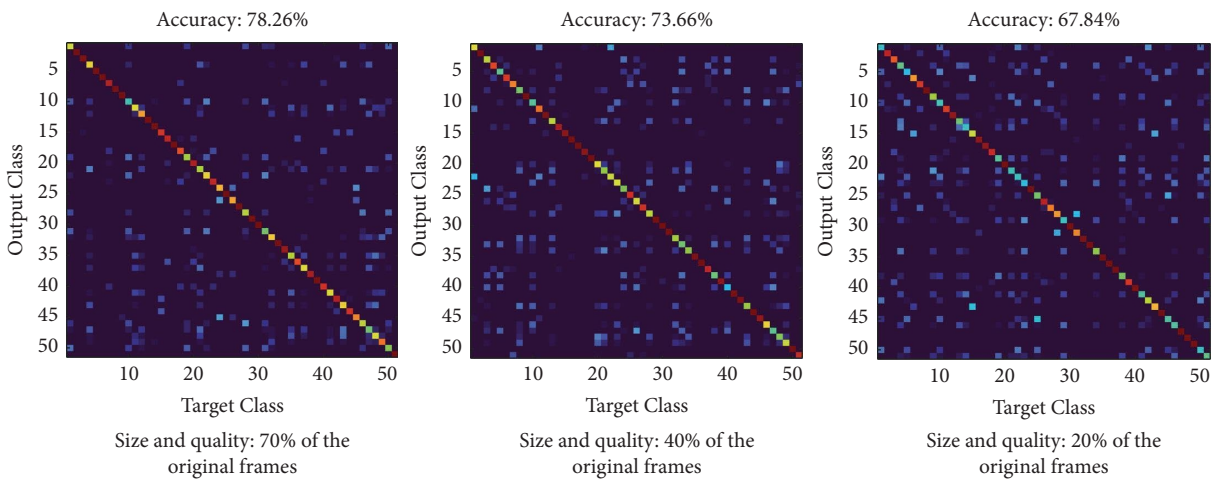 Accuracy: 78.26%
Output Class
5
10
15
20
25
30
35
40
45
50
10 20 30 40 50
Target Class
Size and quality: 70% of the
original frames
Accuracy: 73.66%
Output Class
5
10
15
20
25
30
35
40
45
50
10 20 30 40 50
Target Class
Size and quality: 40% of the
original frames
Accuracy: 67.84%
Output Class
5
10
15
20
25
30
35
40
45
50
10 20 30 40 50
Target Class
Size and quality: 20% of the
original frames